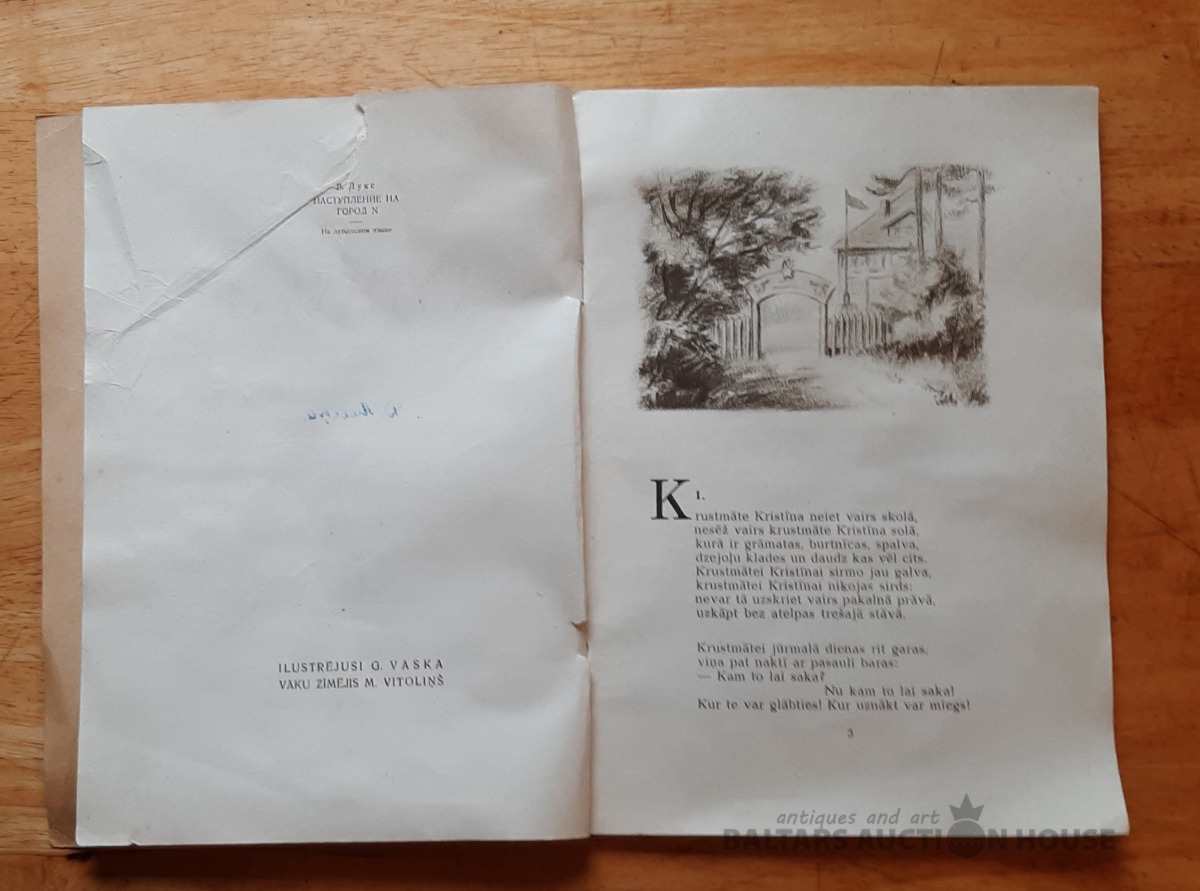 В. Лукс
НАСТУПЛЕНИЕ НА
ГОРОД N
На латышском языке
ILUSTRĒJUSI G. VASKA
VĀKU ZĪMĒJIS M. VITOLIŅŠ
1.
Krustmāte Kristīna neiet vairs skolā,
nesēž vairs krustmāte Kristīna solā,
kurā ir grāmatas, burtnīcas, spalva,
dzejoļu klades un daudz kas vēl cits.
Krustmātei Kristīnai sirmo jau galva,
krustmātei Kristīnai niķojas sirds:
nevar tā uzskriet vairs pakalnā prāvā,
uzkāpt bez atelpas trešajā stāvā.
Krustmātei jūrmalā dienas rit garas,
viņa pat naktī ar pasauli baras:
— Kam to lai saka?
Nu kam to lai saka!
Kur te var glābties! Kur uznākt var miegs!
3
antiques and art
BALTARS AUCTION HOUSE